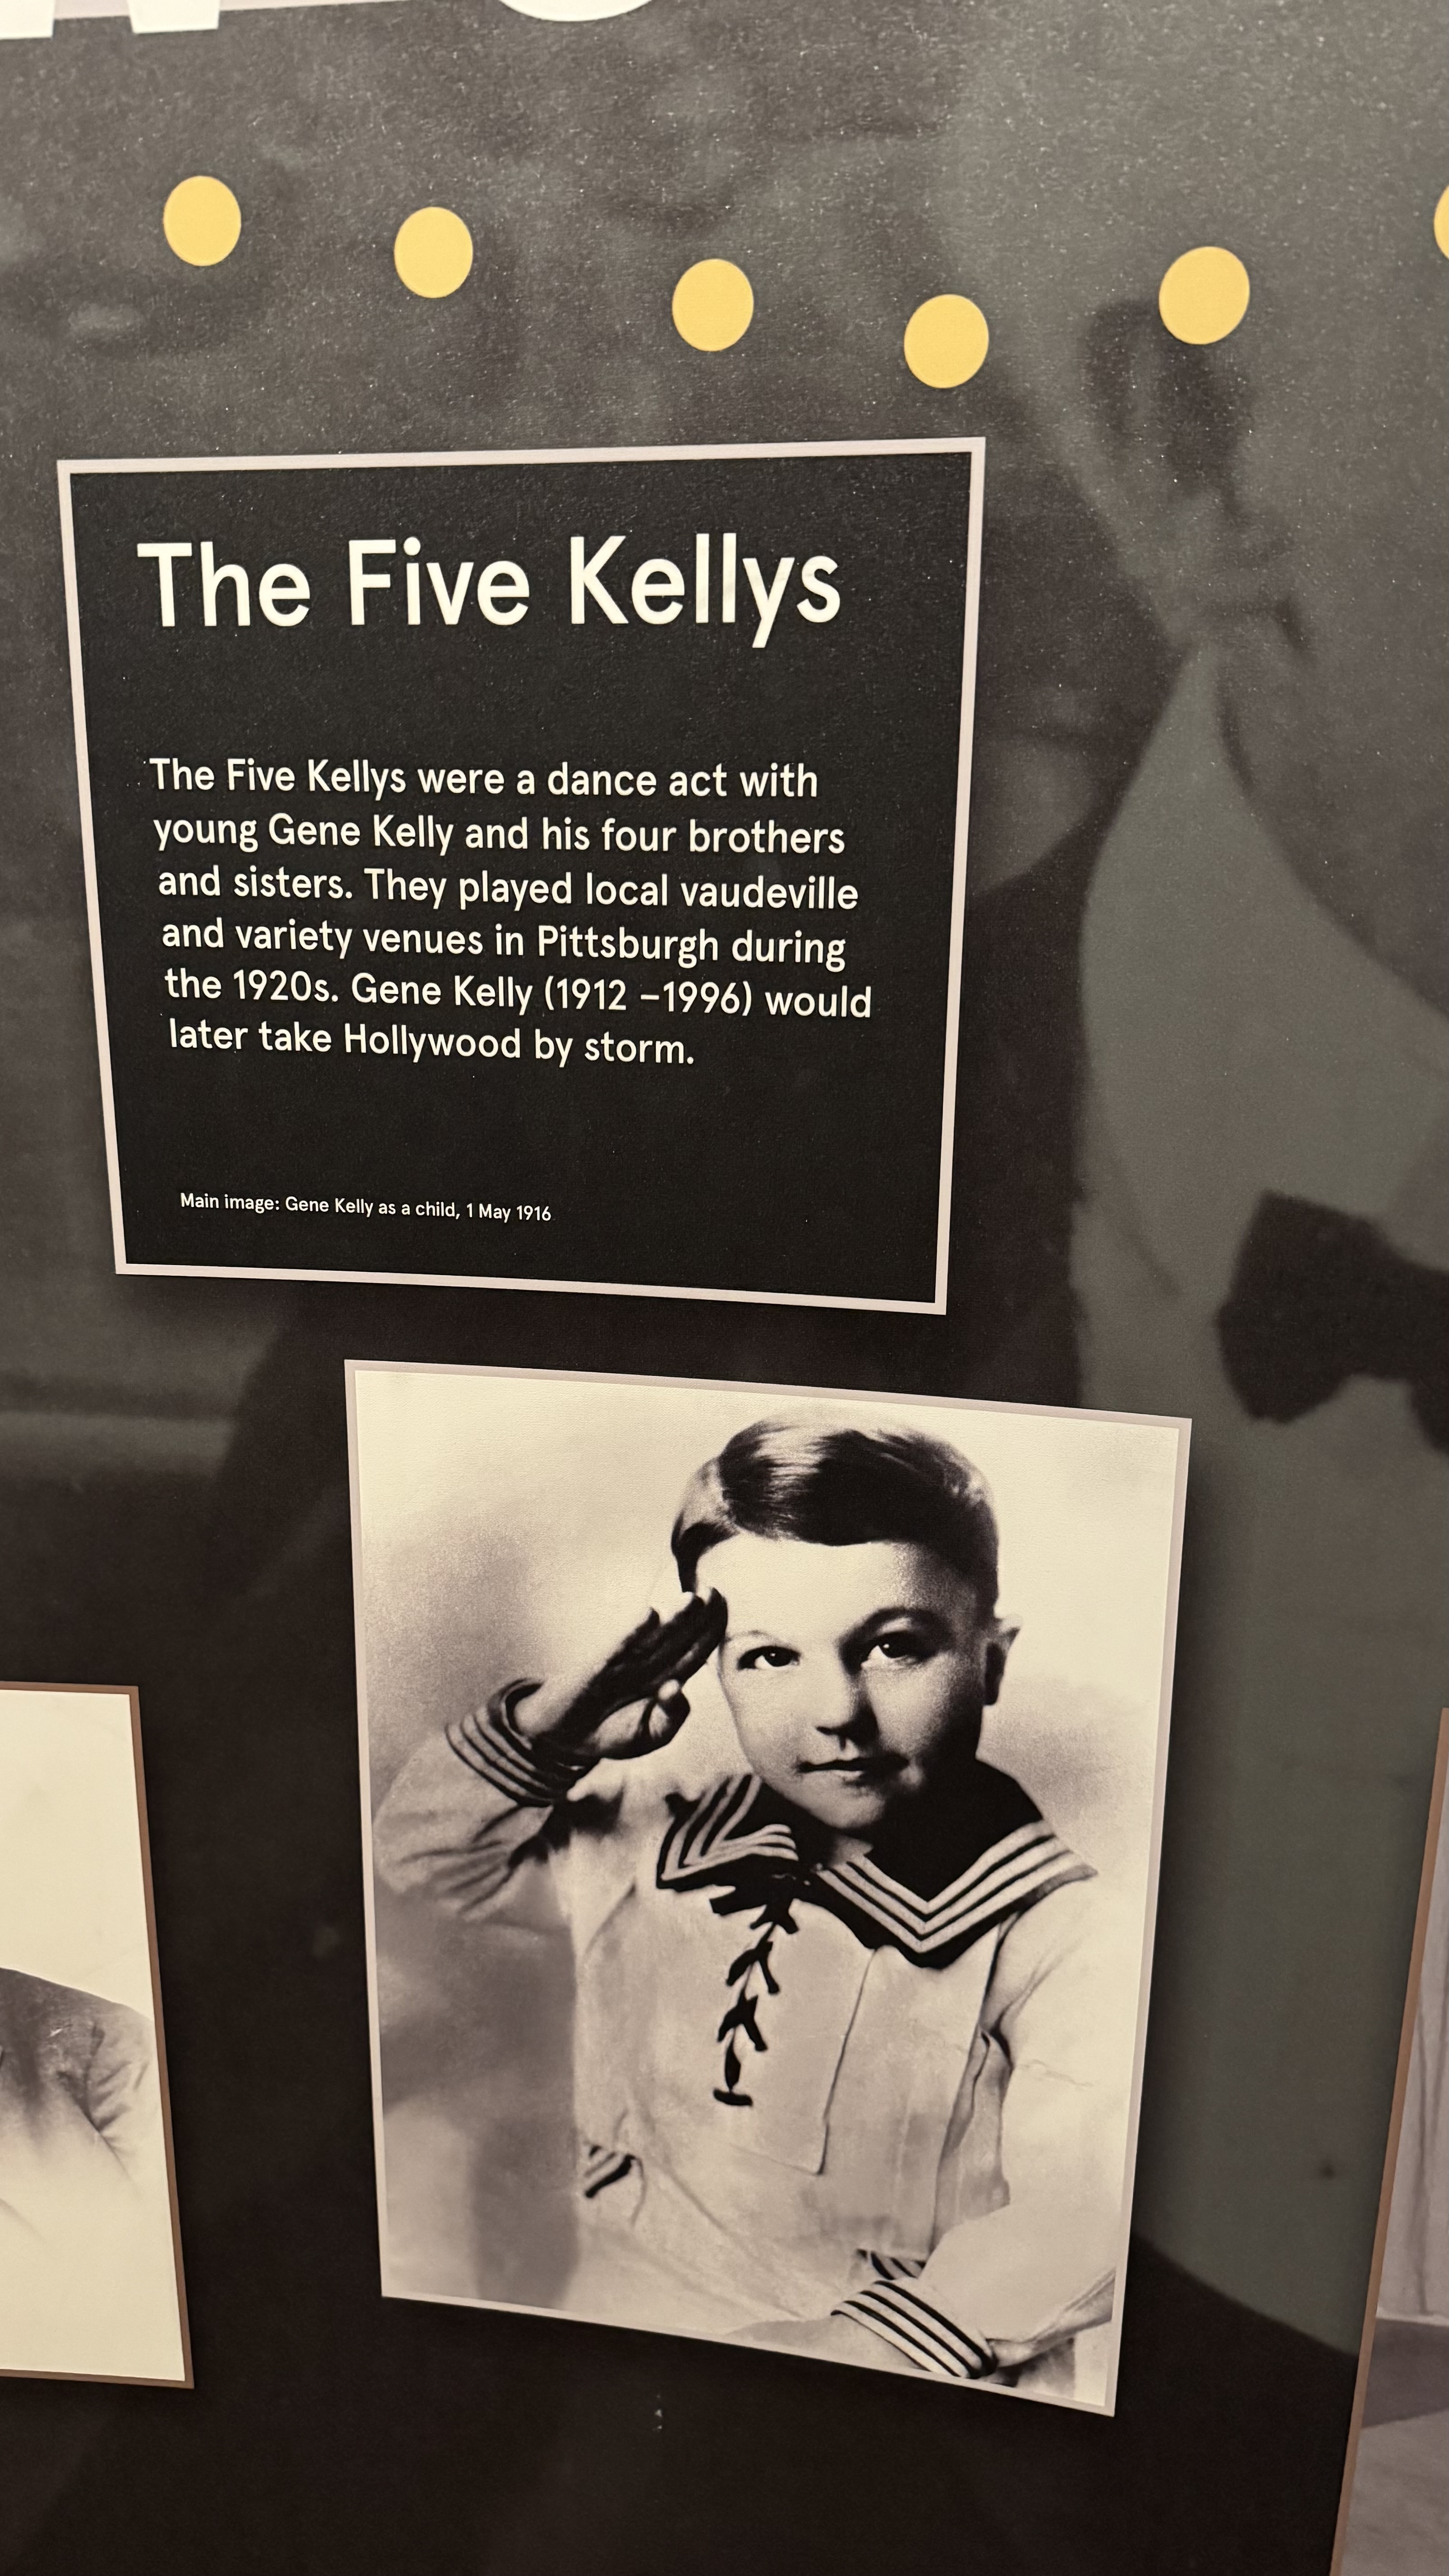 The Five Kellys
The Five Kellys were a dance act with
young Gene Kelly and his four brothers
and sisters. They played local vaudeville
and variety venues in Pittsburgh during
the 1920s. Gene Kelly (1912 –1996) would
later take Hollywood by storm.
Main image: Gene Kelly as a child, 1 May 1916